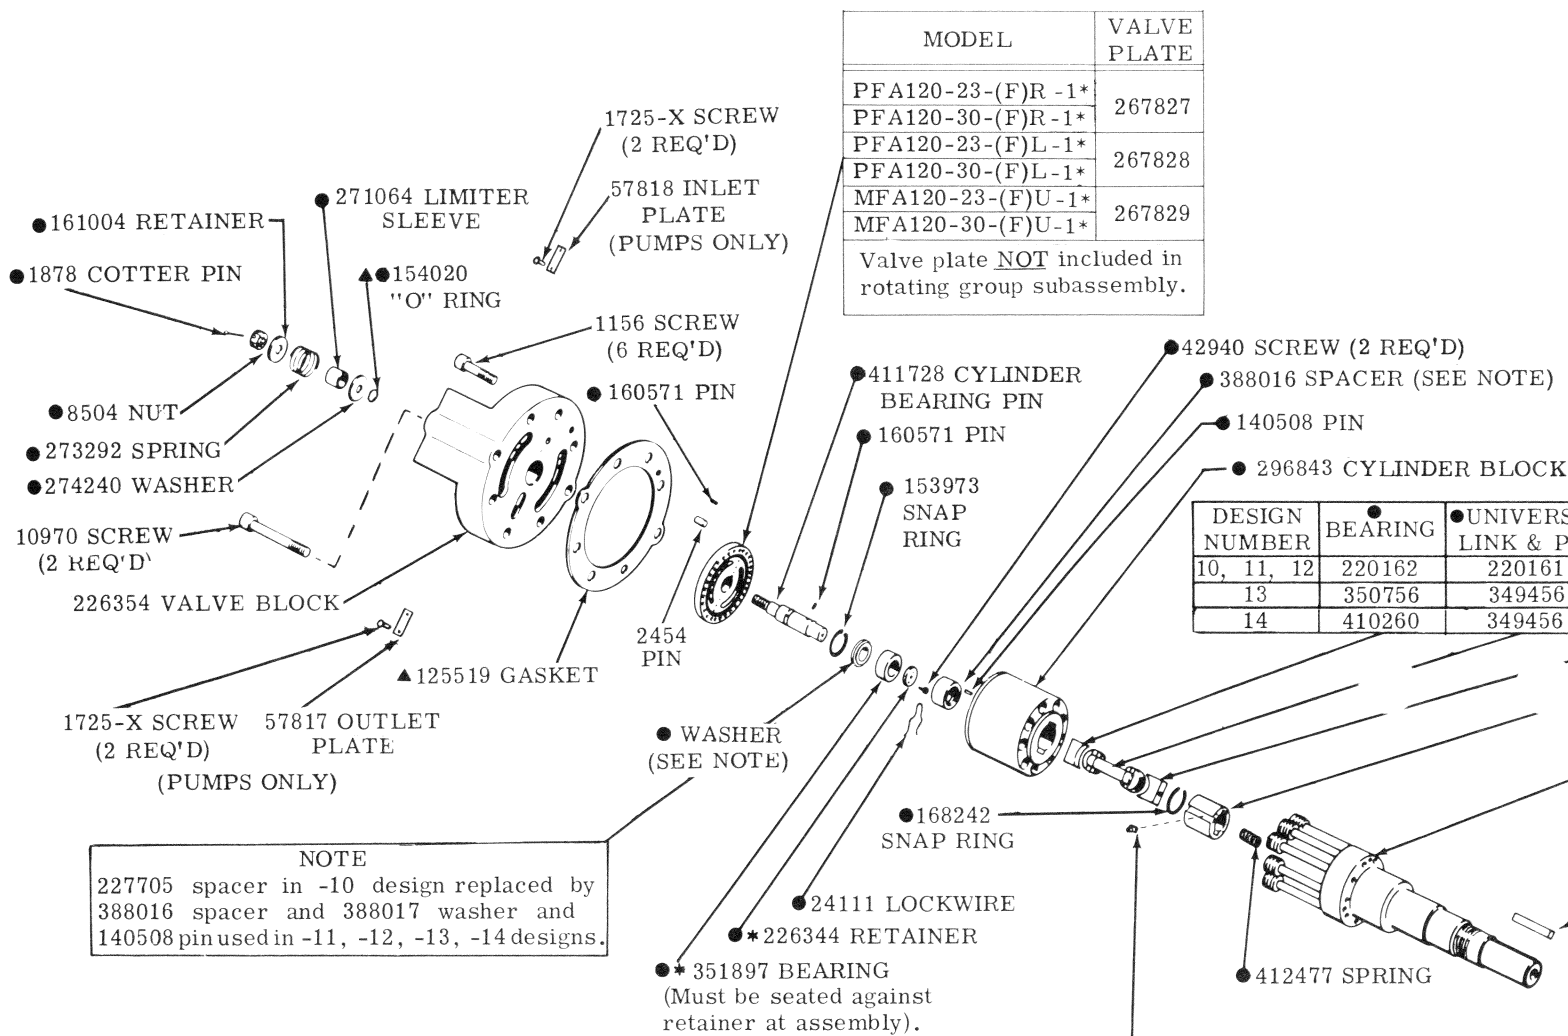 MODEL
VALVE
PLATE
PFA120-23-(F)R -1*
PFA120-30-(F)R-1*
267827
PFA120-23-(F)L-1*
PFA120-30-(F)L-1*
267828
MFA120-23-(F)U-1*
MFA120-30-(F)U-1*
267829
Valve plate NOT included in
rotating group subassembly.
1725-X SCREW
(2 REQ'D)
57818 INLET
PLATE
(PUMPS ONLY)
●271064 LIMITER
SLEEVE
●161004 RETAINER
●1878 COTTER PIN
▲●154020
"O" RING
1156 SCREW
(6 REQ'D)
●160571 PIN
●8504 NUT
●273292 SPRING
●274240 WASHER
10970 SCREW
(2 REQ'D)
226354 VALVE BLOCK
●411728 CYLINDER
BEARING PIN
●160571 PIN
●153973
SNAP
RING
●42940 SCREW (2 REQ'D)
●388016 SPACER (SEE NOTE)
●140508 PIN
●296843 CYLINDER BLOCK
DESIGN
NUMBER
●
BEARING
●UNIVERS
LINK & P
10, 11, 12 220162 220161
13 350756 349456
14 410260 349456
2454
PIN
▲125519 GASKET
1725-X SCREW
(2 REQ'D)
57817 OUTLET
PLATE
(PUMPS ONLY)
●WASHER
(SEE NOTE)
●168242
SNAP RING
NOTE
227705 spacer in -10 design replaced by
388016 spacer and 388017 washer and
140508 pin used in -11, -12, -13, -14 designs.
●24111 LOCKWIRE
●*226344 RETAINER
●*351897 BEARING
(Must be seated against
retainer at assembly).
●412477 SPRING